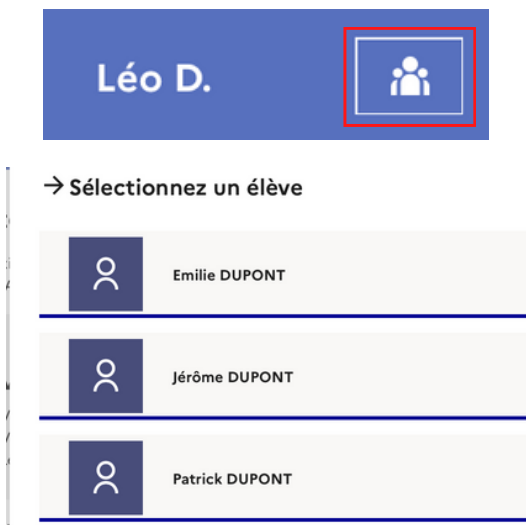 Léo D.
→ Sélectionnez un élève
Emilie DUPONT
Jérôme DUPONT
Patrick DUPONT